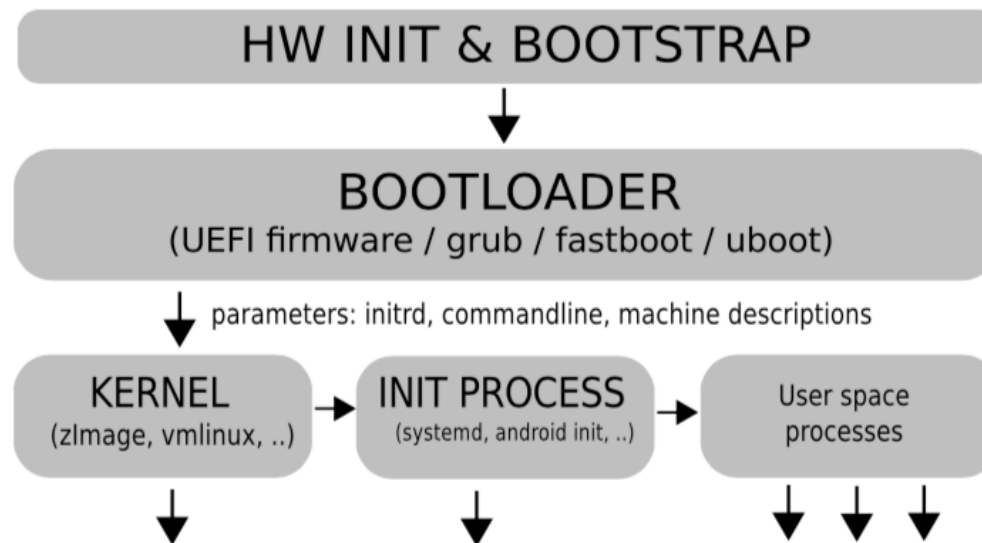 HW INIT & BOOTSTRAP
BOOTLOADER
(UEFI firmware / grub / fastboot / uboot)
parameters: initrd, commandline, machine descriptions
KERNEL
(zImage, vmlinux, ..)
INIT PROCESS
(systemd, android init, ..)
User space
processes